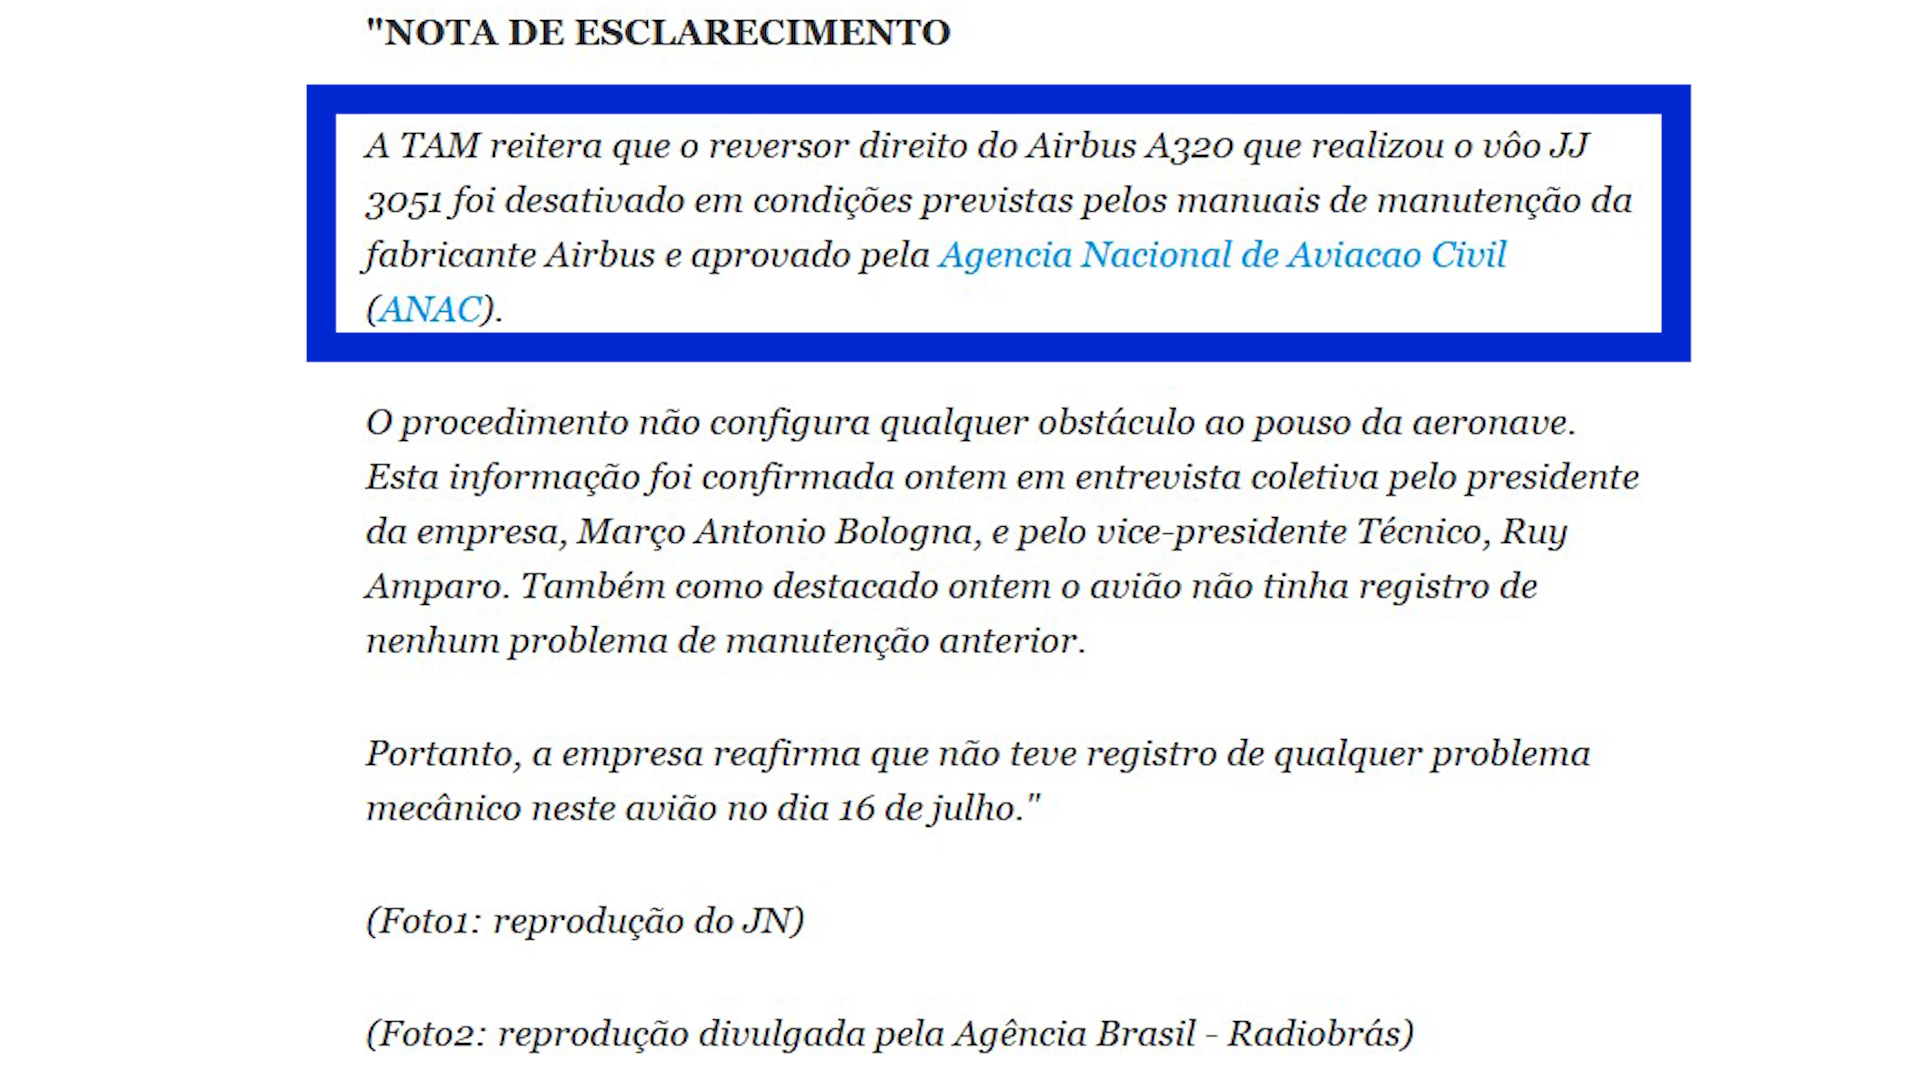 "NOTA DE ESCLARECIMENTO
A TAM reitera que o reversor direito do Airbus A320 que realizou o vôo JJ
3051 foi desativado em condições previstas pelos manuais de manutenção da
fabricante Airbus e aprovado pela Agencia Nacional de Aviacao Civil
(ANAC).
O procedimento não configura qualquer obstáculo ao pouso da aeronave.
Esta informação foi confirmada ontem em entrevista coletiva pelo presidente
da empresa, Março Antonio Bologna, e pelo vice-presidente Técnico, Ruy
Amparo. Também como destacado ontem o avião não tinha registro de
nenhum problema de manutenção anterior.
Portanto, a empresa reafirma que não teve registro de qualquer problema
mecânico neste avião no dia 16 de julho."
(Foto1: reprodução do JN)
(Foto2: reprodução divulgada pela Agência Brasil - Radiobrás)